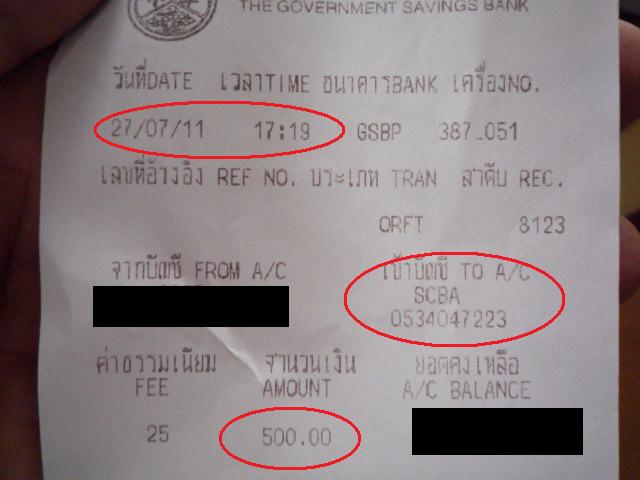 THE GOVERNMENT SAVINGS BANK
วันที่DATE เวลาTIME ธนาคารBANK เครื่องNO.
27/07/11 17:19 GSBP 387_051
เลขที่อ้างอิง REF NO. ประเภท TRAN ลำดับ REC.
ORFT 8123
จากบัญชี FROM A/C เข้าบัญชี TO A/C
SCBA
0534047223
ค่าธรรมเนียม จำนวนเงิน ยอดคงเหลือ
FEE AMOUNT A/C BALANCE
25 500.00